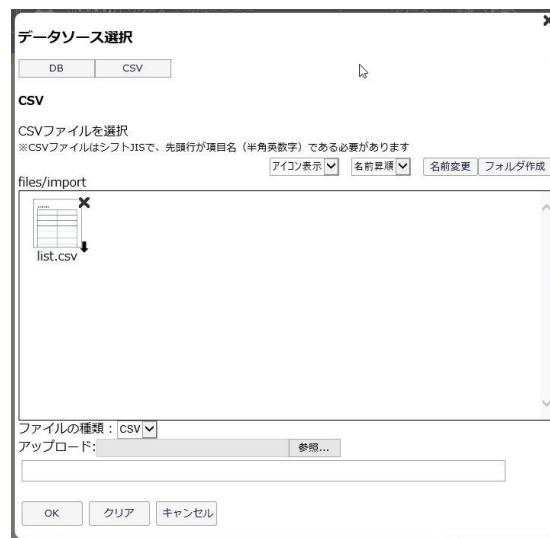 データソース選択
DB CSV
CSV
CSVファイルを選択
※CSVファイルはシフトJISで、先頭行が項目名（半角英数字）である必要があります
アイコン表示 名前昇順 名前変更 フォルダ作成
files/import
list.csv
ファイルの種類：CSV
アップロード: 参照...
OK クリア キャンセル